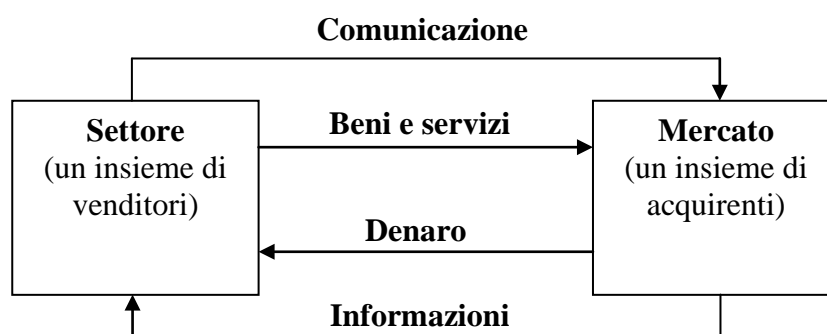 Comunicazione
Settore
(un insieme di
venditori)
Beni e servizi
Mercato
(un insieme di
acquirenti)
Denaro
Informazioni